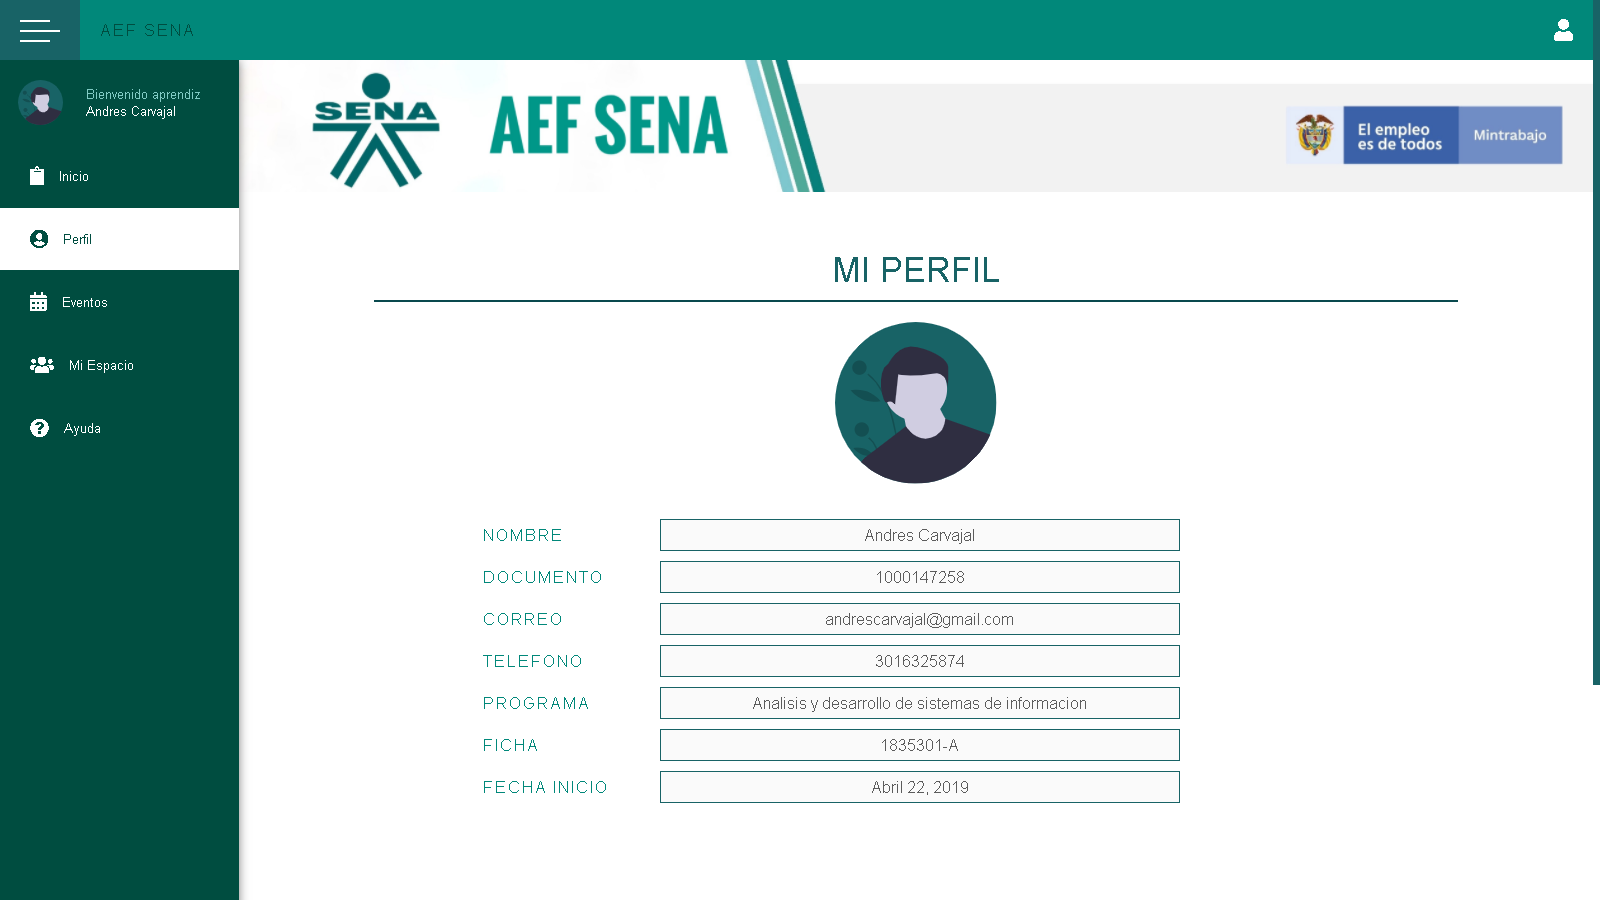 AEF SENA
Bienvenido aprendiz
Andres Carvajal
Inicio
Perfil
Eventos
Mi Espacio
Ayuda
SENA
AEF SENA
El empleo
es de todos
Mintrabajo
MI PERFIL
NOMBRE Andres Carvajal
DOCUMENTO 1000147258
CORREO andrescarvajal@gmail.com
TELEFONO 3016325874
PROGRAMA Analisis y desarrollo de sistemas de informacion
FICHA 1835301-A
FECHA INICIO Abril 22, 2019